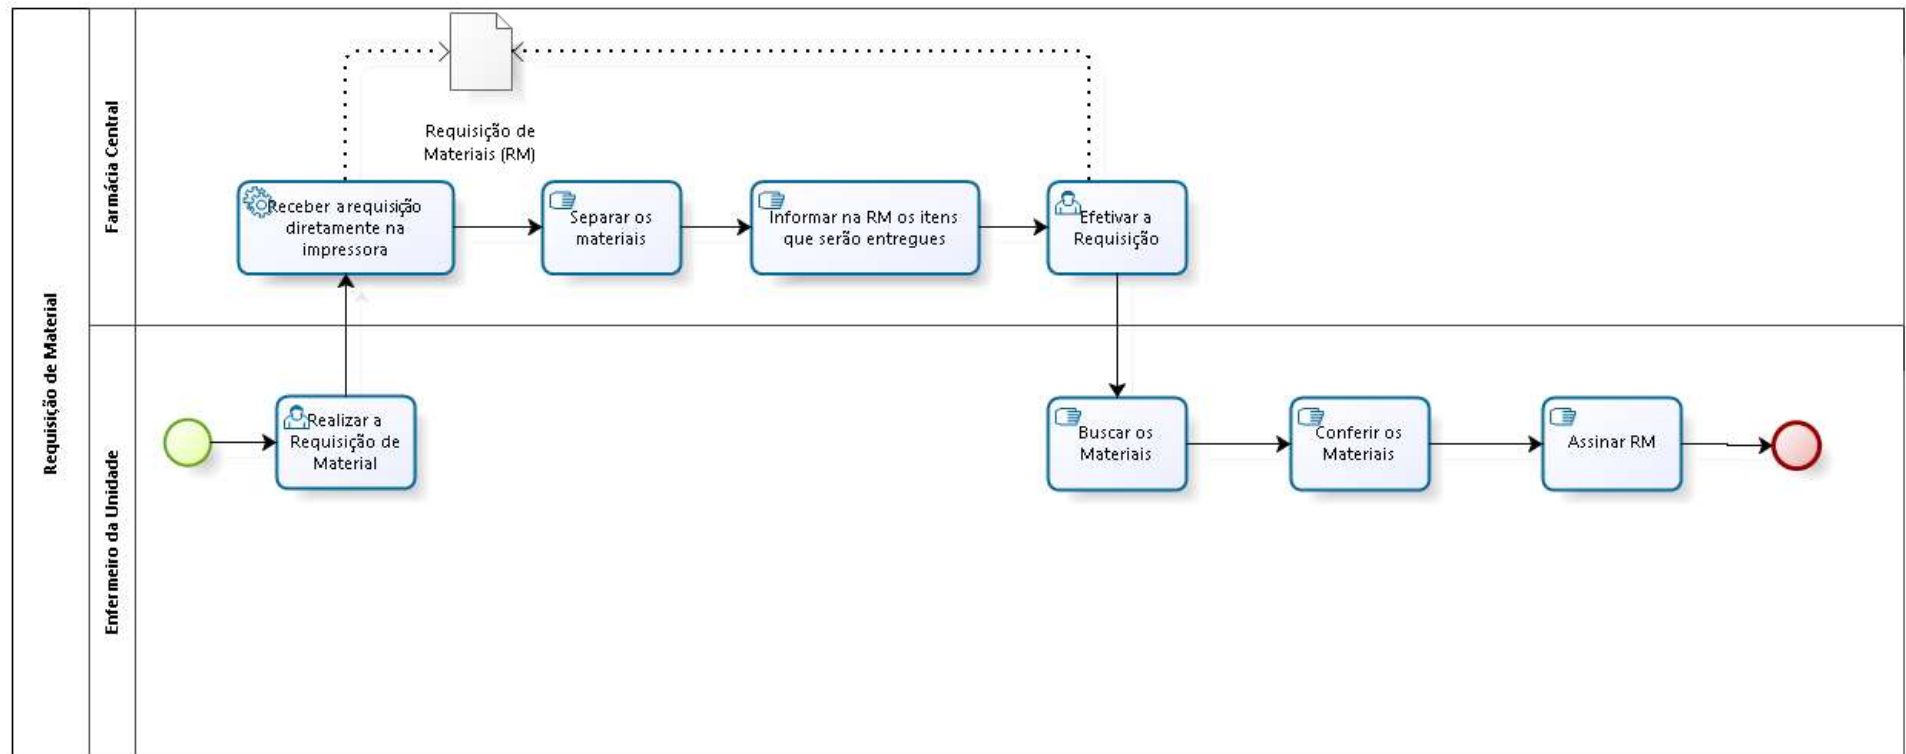 Requisição de Material
Farmácia Central
Enfermeiro da Unidade
Requisição de
Materiais (RM)
Receber a requisição
diretamente na
impressora
Separar os
materiais
Informar na RM os itens
que serão entregues
Efetivar a
Requisição
Realizar a
Requisição de
Material
Buscar os
Materiais
Conferir os
Materiais
Assinar RM